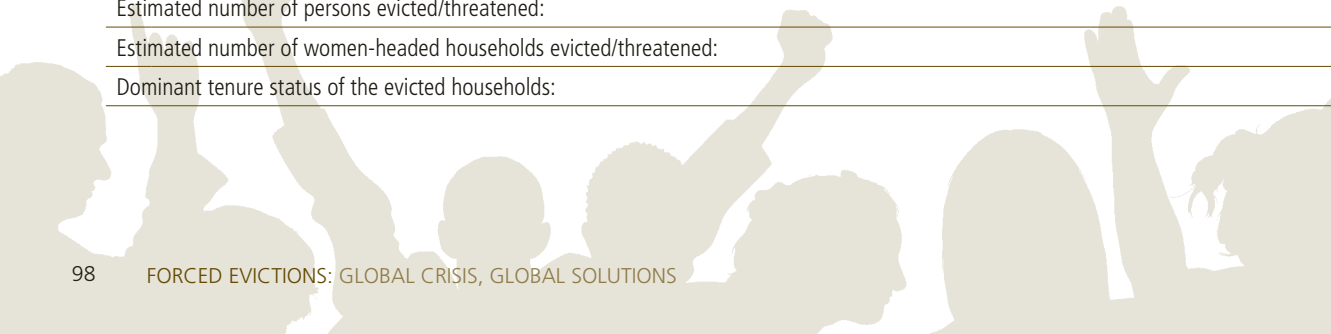 Estimated number of persons evicted/threatened:
Estimated number of women-headed households evicted/threatened:
Dominant tenure status of the evicted households:
98 FORCED EVICTIONS: GLOBAL CRISIS, GLOBAL SOLUTIONS